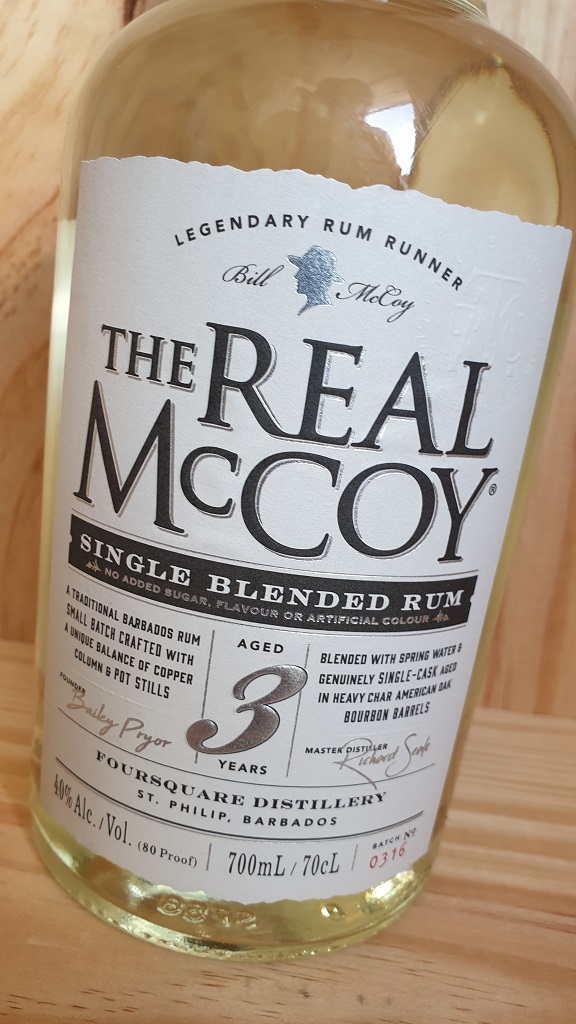 LEGENDARY RUM RUNNER
Bill McCoy
THE REAL
McCOY®
SINGLE BLENDED RUM
NO ADDED SUGAR, FLAVOUR OR ARTIFICIAL COLOUR
A TRADITIONAL BARBADOS RUM
SMALL BATCH CRAFTED WITH
A UNIQUE BALANCE OF COPPER
COLUMN & POT STILLS
FOUNDER
Bailey Pryor
AGED
3
YEARS
BLENDED WITH SPRING WATER &
GENUINELY SINGLE-CASK AGED
IN HEAVY CHAR AMERICAN OAK
BOURBON BARRELS
MASTER DISTILLER
Richard Seale
FOURSQUARE DISTILLERY
ST. PHILIP, BARBADOS
40% Alc./Vol. (80 Proof)
700mL / 70cL
BATCH NO.
0316